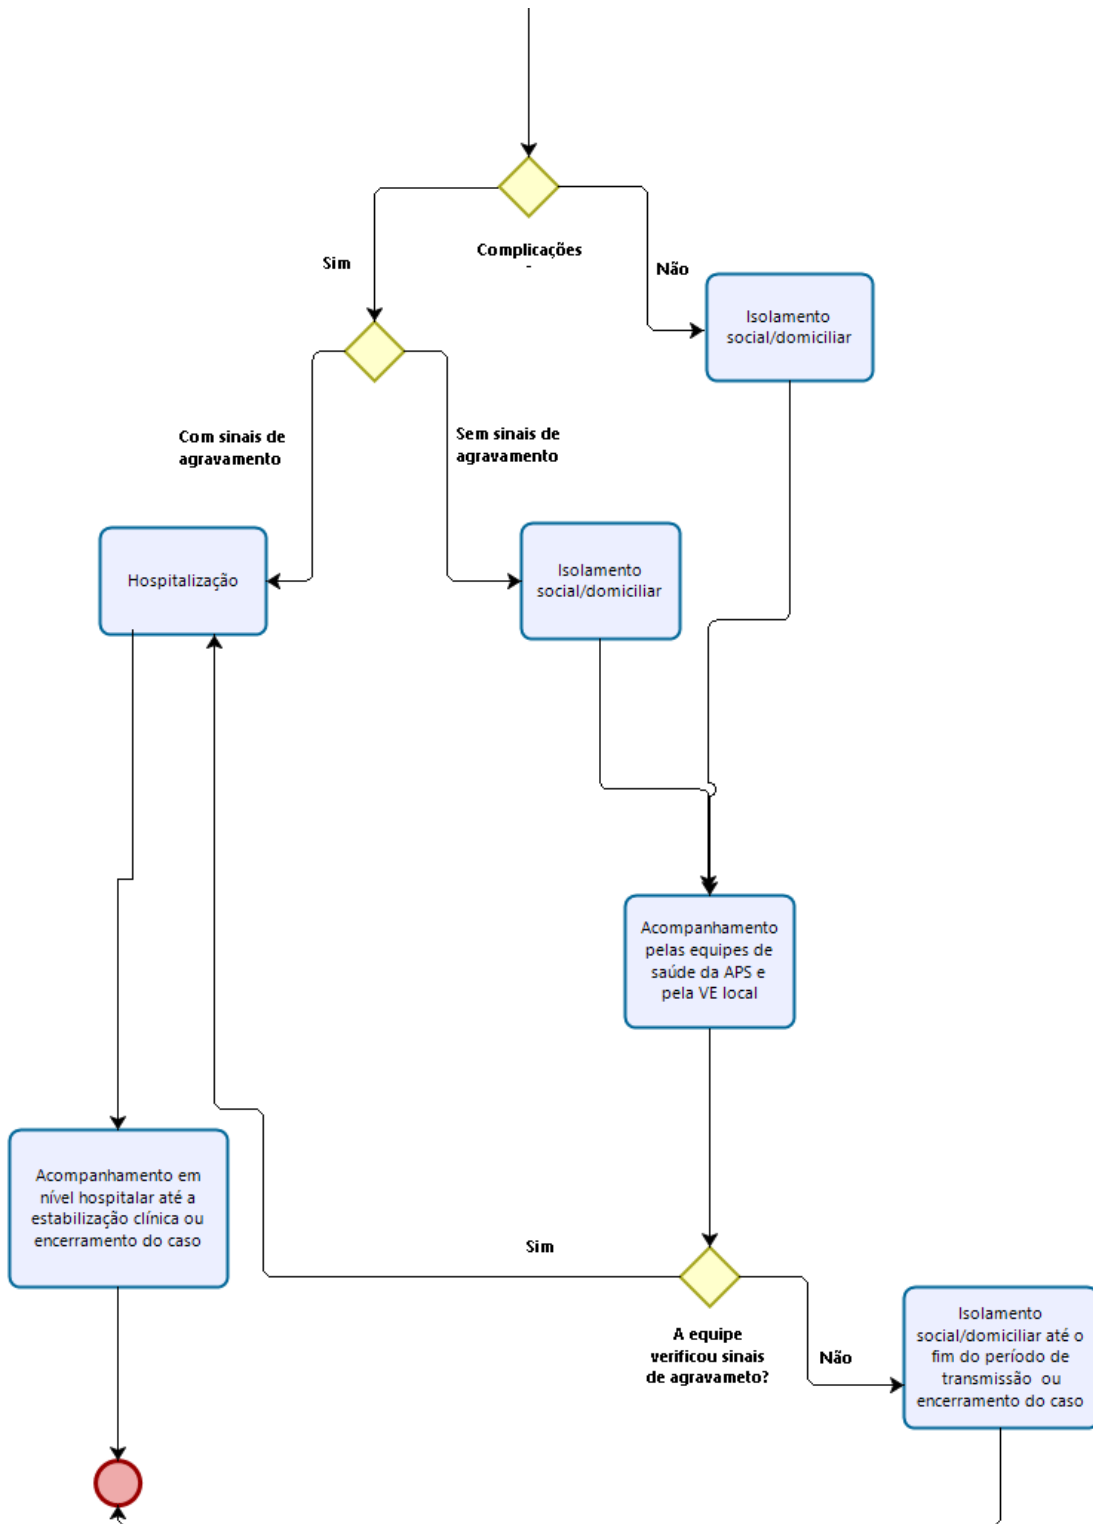 Complicações
-
Sim
Não
Isolamento
social/domiciliar
Com sinais de
agravamento
Sem sinais de
agravamento
Hospitalização
Isolamento
social/domiciliar
Acompanhamento
pelas equipes de
saúde da APS e
pela VE local
Acompanhamento em
nível hospitalar até a
estabilização clínica ou
encerramento do caso
Sim
A equipe
verificou sinais
de agravameto?
Não
Isolamento
social/domiciliar até o
fim do período de
transmissão ou
encerramento do caso